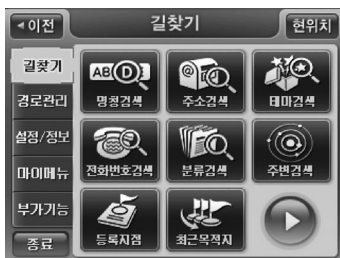 ◂이전
길찾기
현위치
길찾기
경로관리
설정/정보
마이메뉴
부가기능
종료
ABCD
명칭검색
주소검색
테마검색
전화번호검색
분류검색
주변검색
등록지점
최근목적지